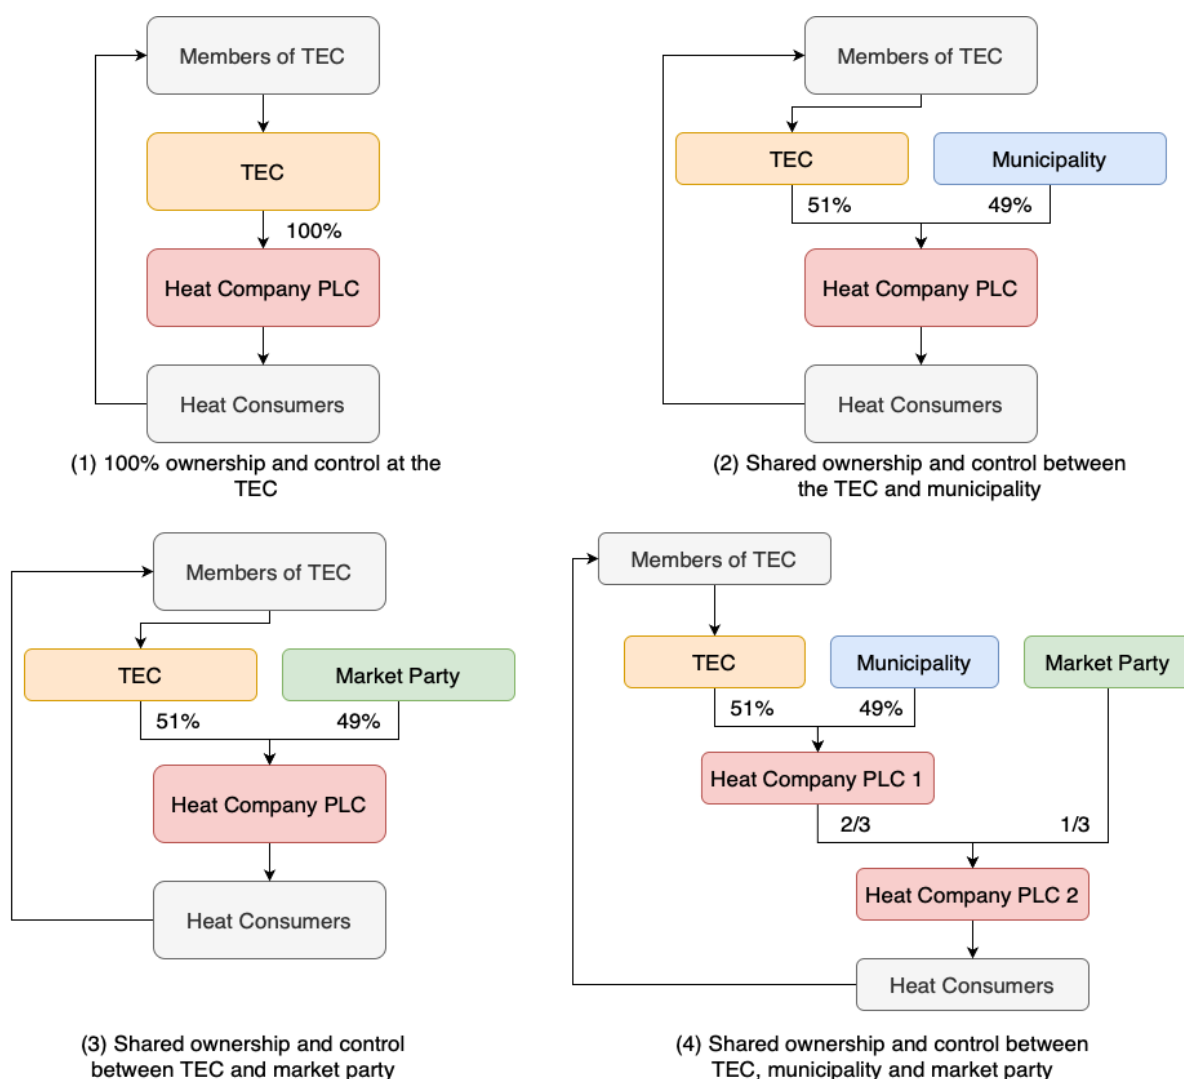 Members of TEC
TEC
100%
Heat Company PLC
Heat Consumers
(1) 100% ownership and control at the
TEC
Members of TEC
TEC
Municipality
51%
49%
Heat Company PLC
Heat Consumers
(2) Shared ownership and control between
the TEC and municipality
Members of TEC
TEC
Market Party
51%
49%
Heat Company PLC
Heat Consumers
(3) Shared ownership and control
between TEC and market party
Members of TEC
TEC
Municipality
Market Party
51%
49%
Heat Company PLC 1
2/3
1/3
Heat Company PLC 2
Heat Consumers
(4) Shared ownership and control between
TEC, municipality and market party